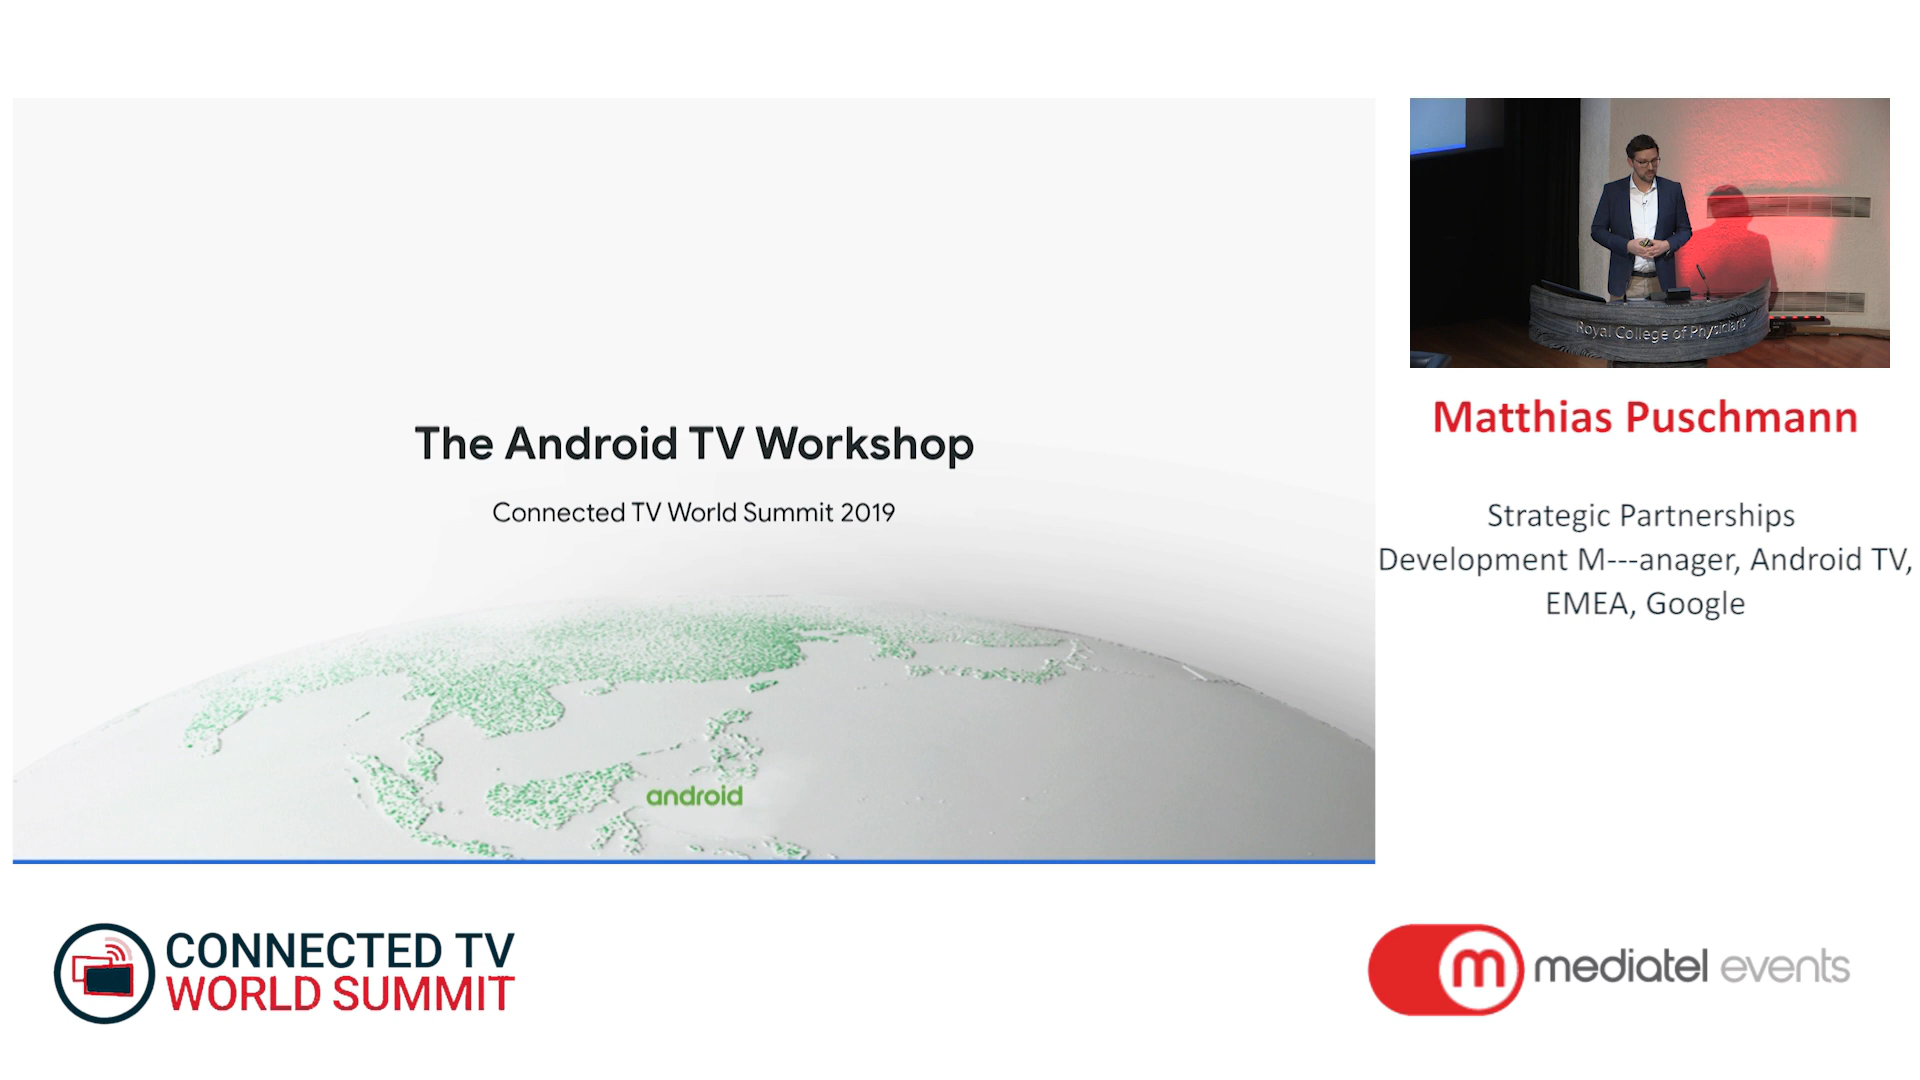 The Android TV Workshop
Connected TV World Summit 2019
android
Royal College of Physicians
Matthias Puschmann
Strategic Partnerships
Development M---anager, Android TV,
EMEA, Google
CONNECTED TV
WORLD SUMMIT
m mediatel events